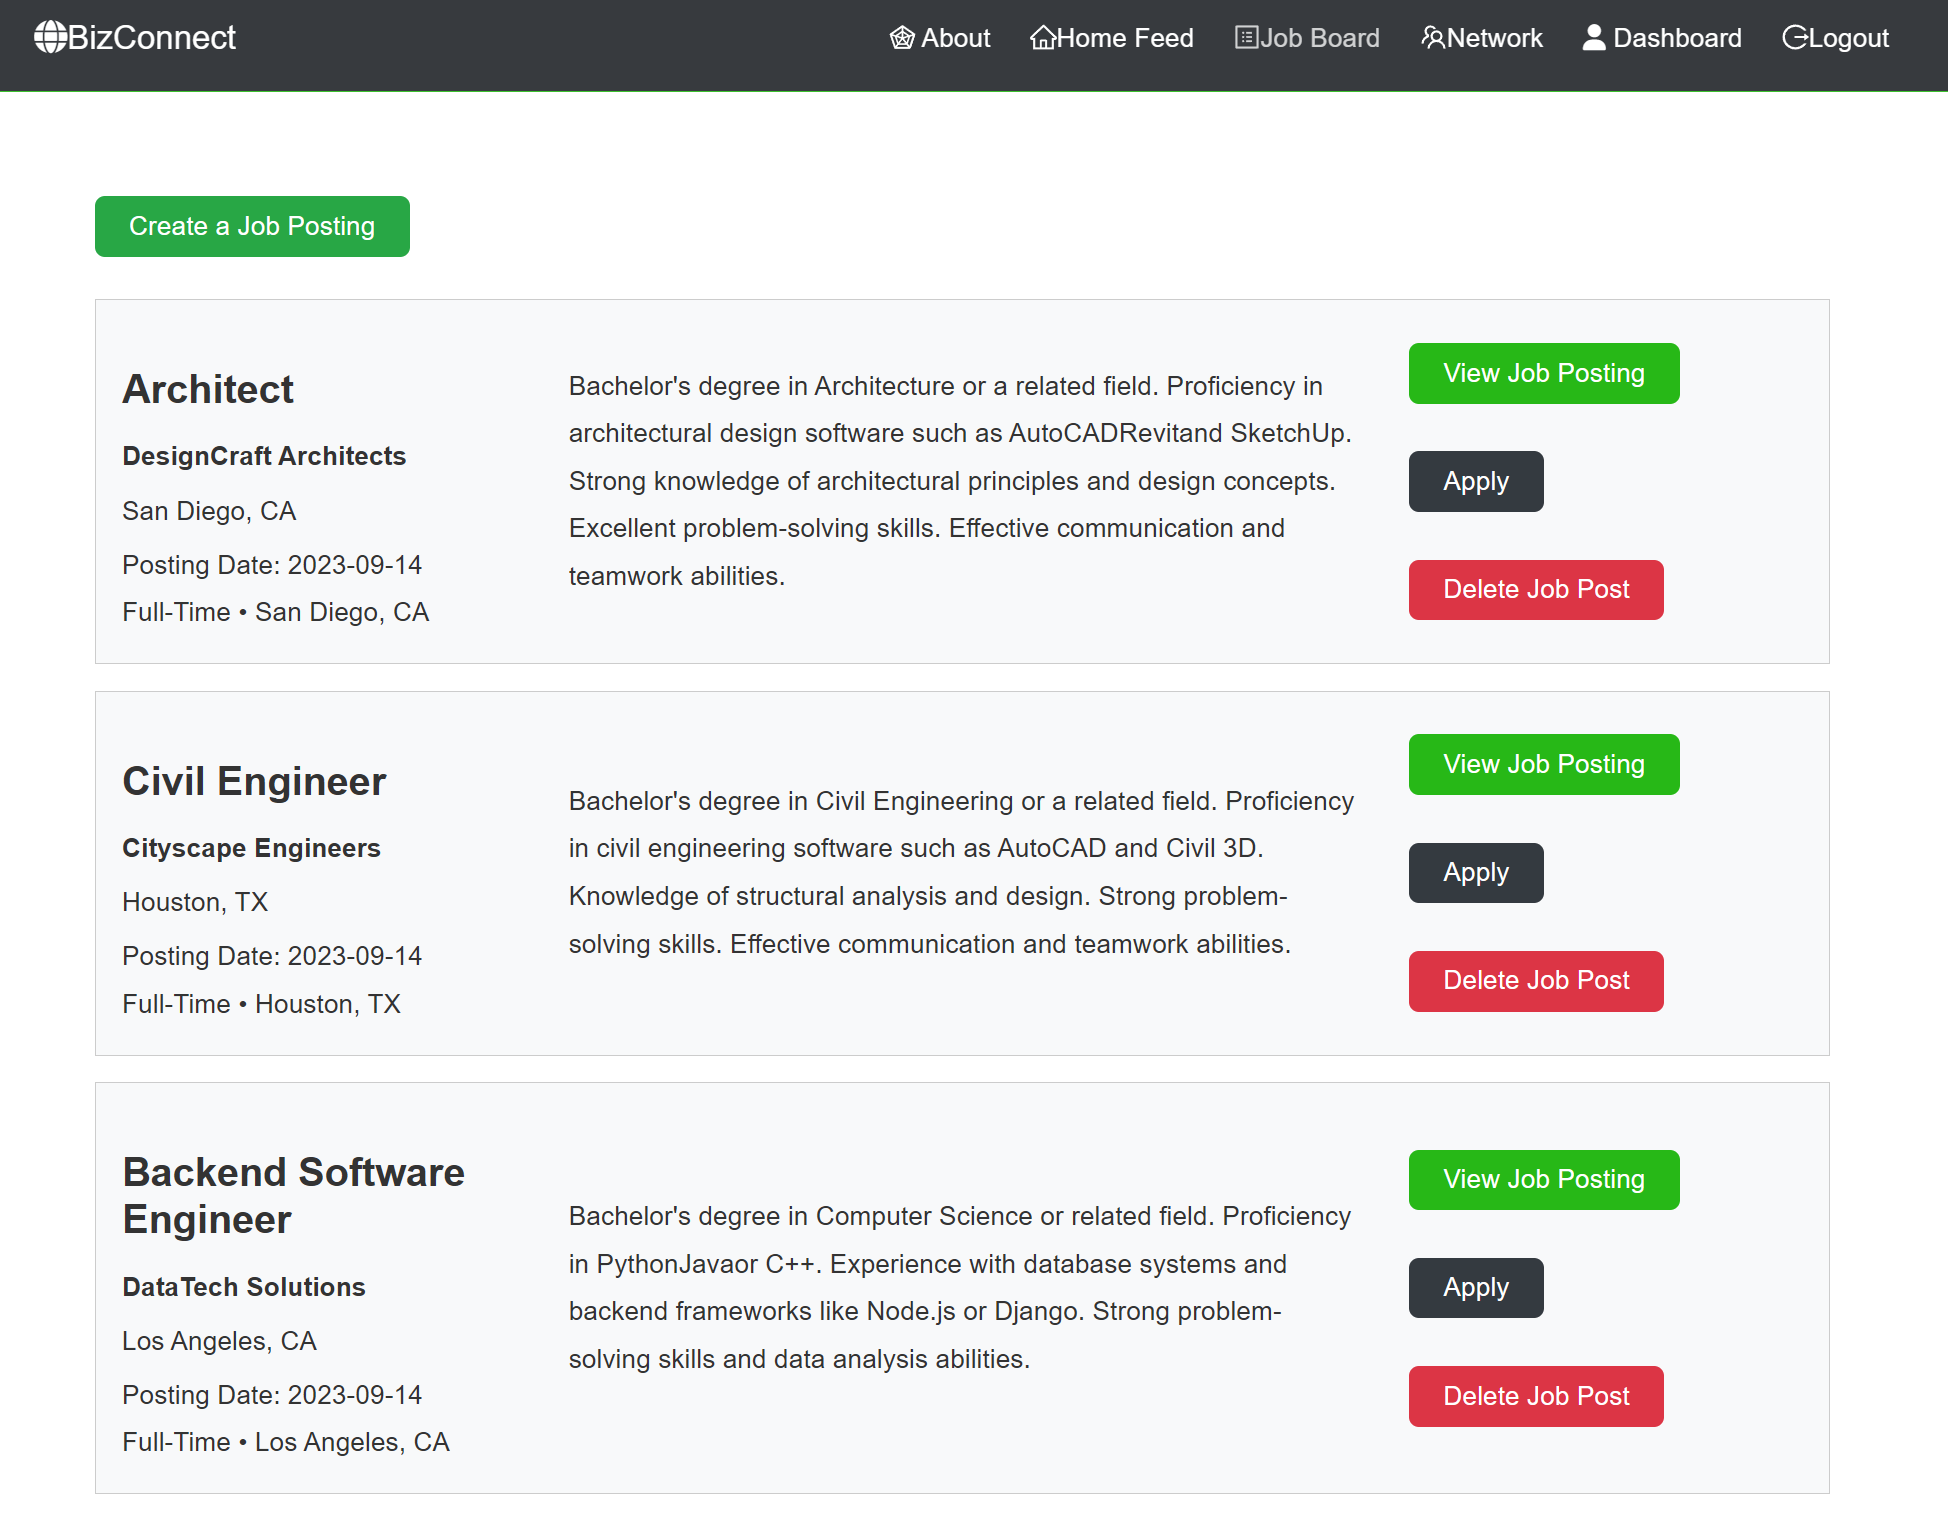 BizConnect
About
Home Feed
Job Board
Network
Dashboard
Logout
Create a Job Posting
Architect
DesignCraft Architects
San Diego, CA
Posting Date: 2023-09-14
Full-Time • San Diego, CA
Bachelor's degree in Architecture or a related field. Proficiency in
architectural design software such as AutoCADRevitand SketchUp.
Strong knowledge of architectural principles and design concepts.
Excellent problem-solving skills. Effective communication and
teamwork abilities.
View Job Posting
Apply
Delete Job Post
Civil Engineer
Cityscape Engineers
Houston, TX
Posting Date: 2023-09-14
Full-Time • Houston, TX
Bachelor's degree in Civil Engineering or a related field. Proficiency
in civil engineering software such as AutoCAD and Civil 3D.
Knowledge of structural analysis and design. Strong problem-
solving skills. Effective communication and teamwork abilities.
View Job Posting
Apply
Delete Job Post
Backend Software
Engineer
DataTech Solutions
Los Angeles, CA
Posting Date: 2023-09-14
Full-Time • Los Angeles, CA
Bachelor's degree in Computer Science or related field. Proficiency
in PythonJavaor C++. Experience with database systems and
backend frameworks like Node.js or Django. Strong problem-
solving skills and data analysis abilities.
View Job Posting
Apply
Delete Job Post